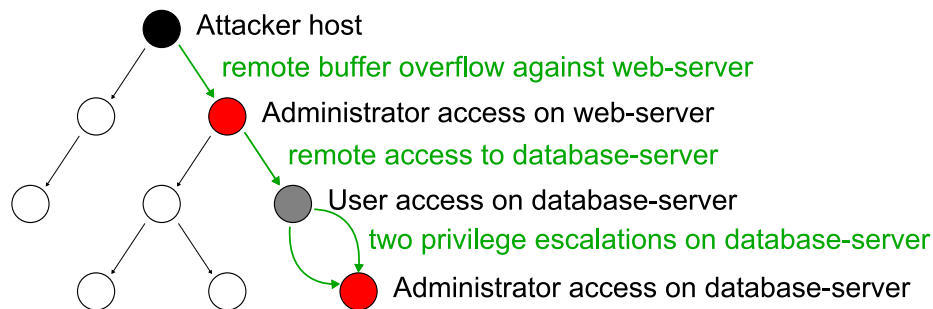 Attacker host
remote buffer overflow against web-server
Administrator access on web-server
remote access to database-server
User access on database-server
two privilege escalations on database-server
Administrator access on database-server